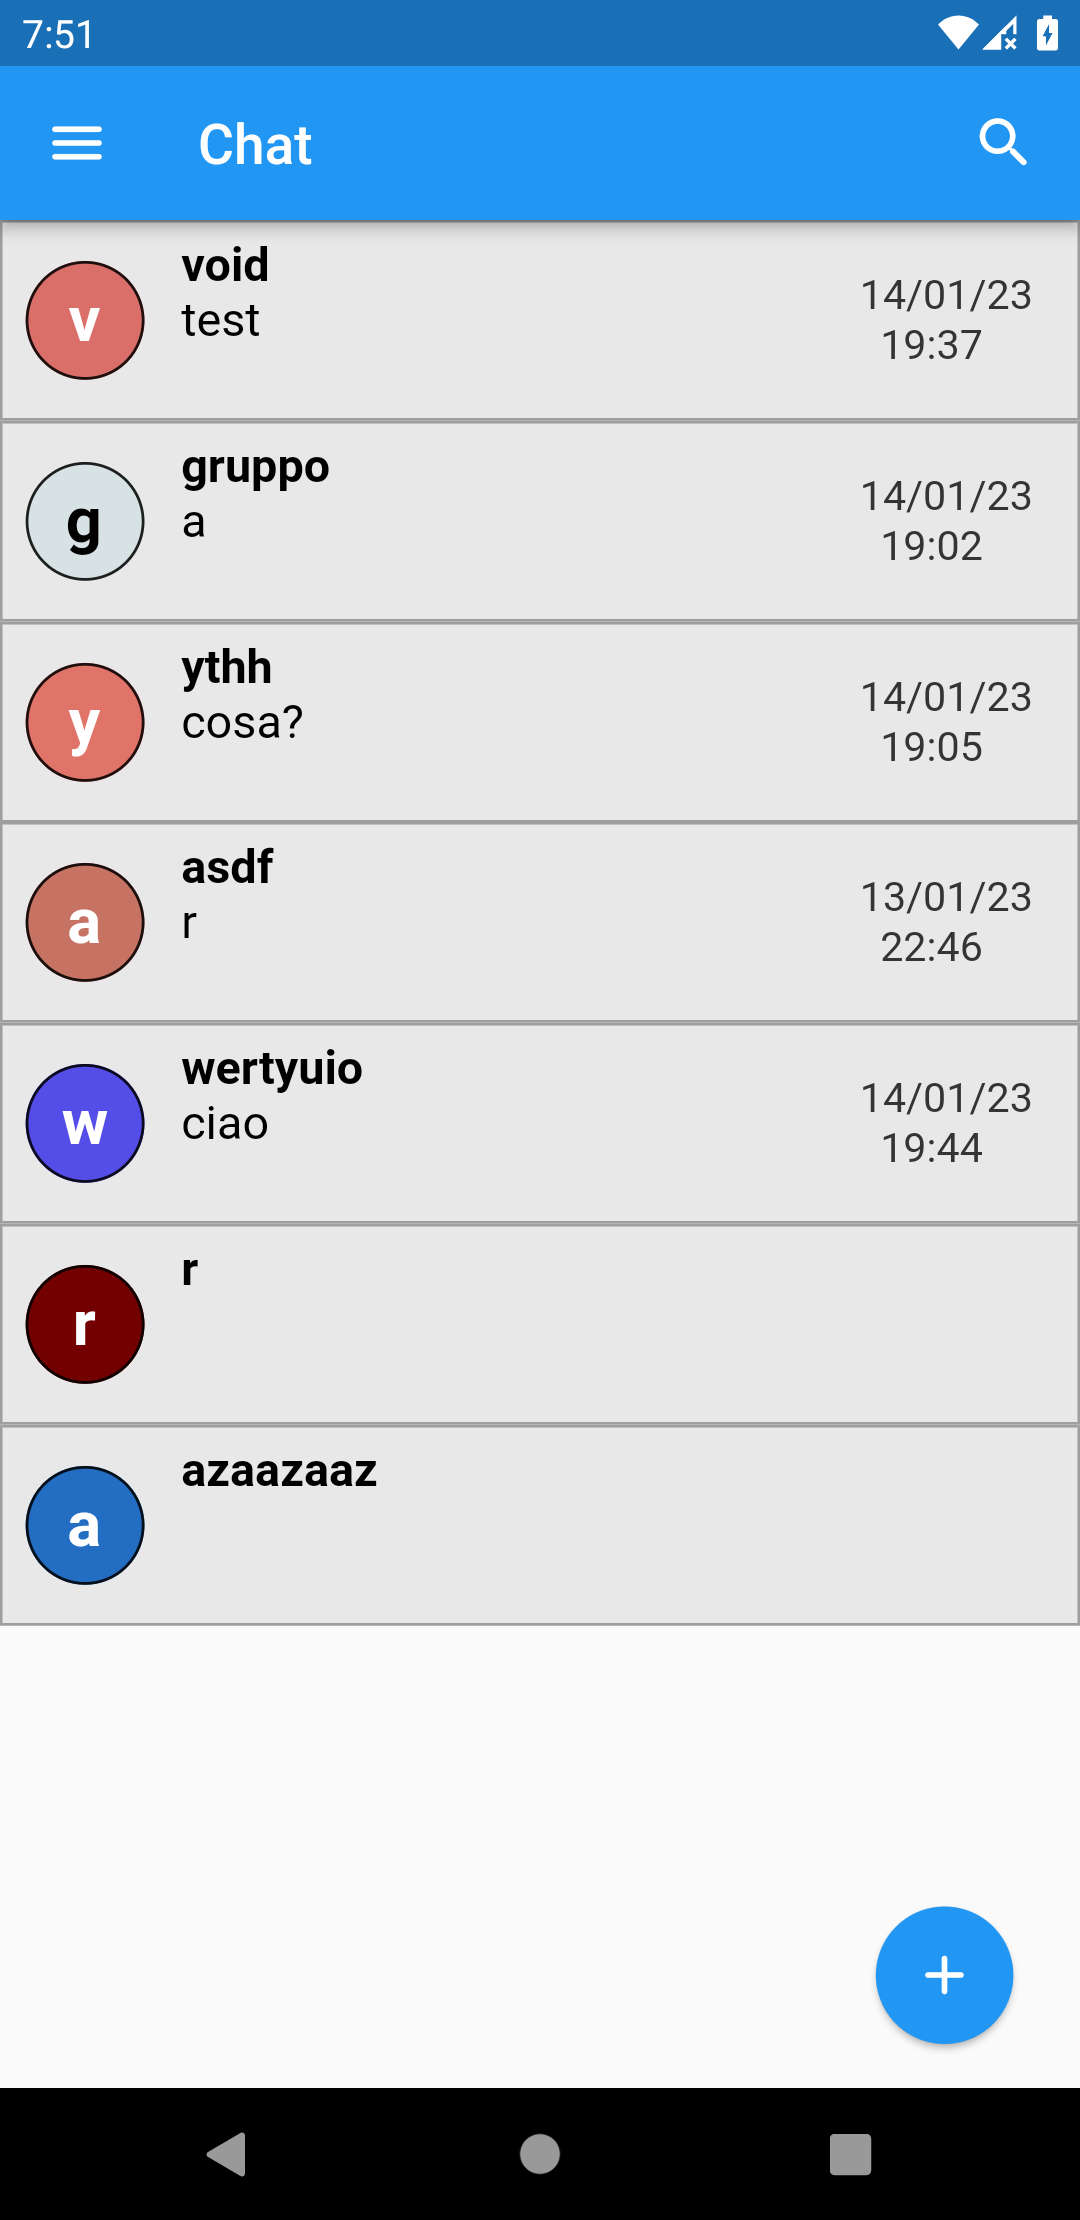 7:51
Chat
v
void
test
14/01/23
19:37
g
gruppo
a
14/01/23
19:02
y
ythh
cosa?
14/01/23
19:05
a
asdf
r
13/01/23
22:46
w
wertyuio
ciao
14/01/23
19:44
r
r
a
azaazaaz